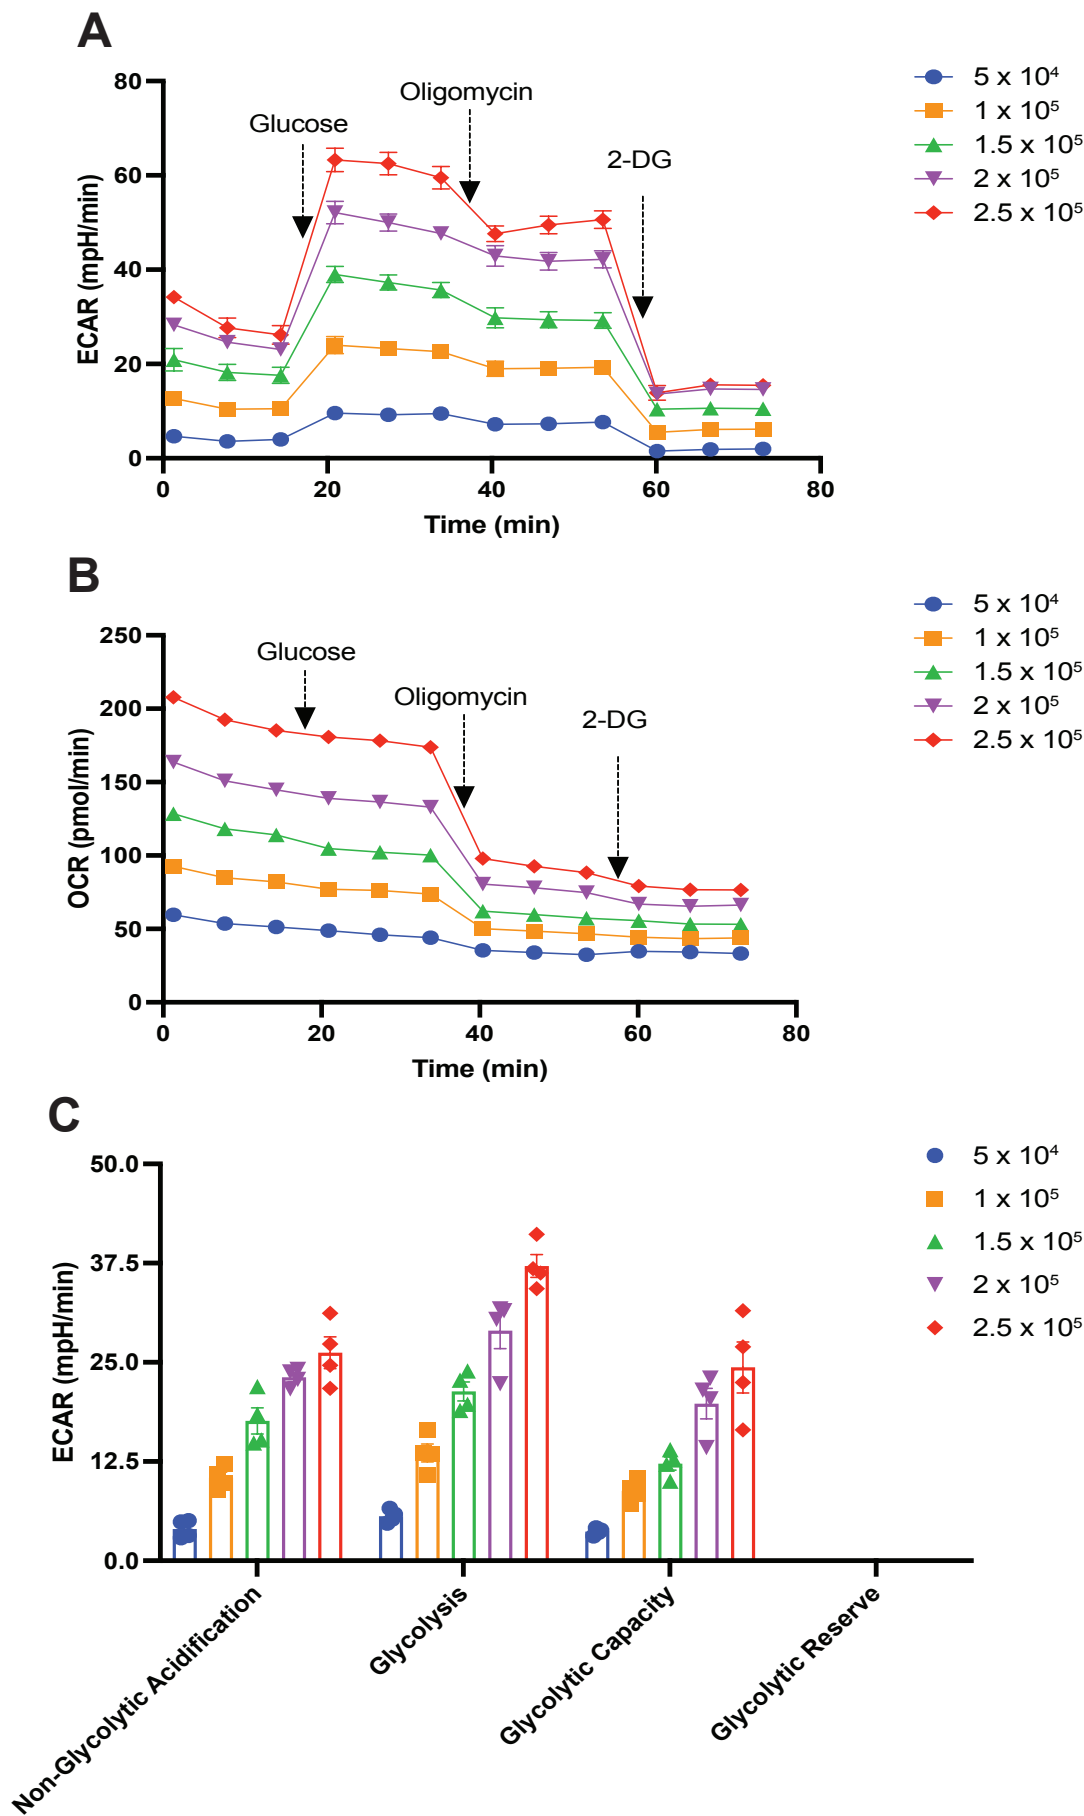 A
Glucose
Oligomycin
2-DG
5 x 10⁴
1 x 10⁵
1.5 x 10⁵
2 x 10⁵
2.5 x 10⁵
ECAR (mpH/min)
80
60
40
20
0
0 20 40 60 80
Time (min)
B
Glucose
Oligomycin
2-DG
5 x 10⁴
1 x 10⁵
1.5 x 10⁵
2 x 10⁵
2.5 x 10⁵
OCR (pmol/min)
250
200
150
100
50
0
0 20 40 60 80
Time (min)
C
5 x 10⁴
1 x 10⁵
1.5 x 10⁵
2 x 10⁵
2.5 x 10⁵
ECAR (mpH/min)
50.0
37.5
25.0
12.5
0.0
Non-Glycolytic Acidification
Glycolysis
Glycolytic Capacity
Glycolytic Reserve